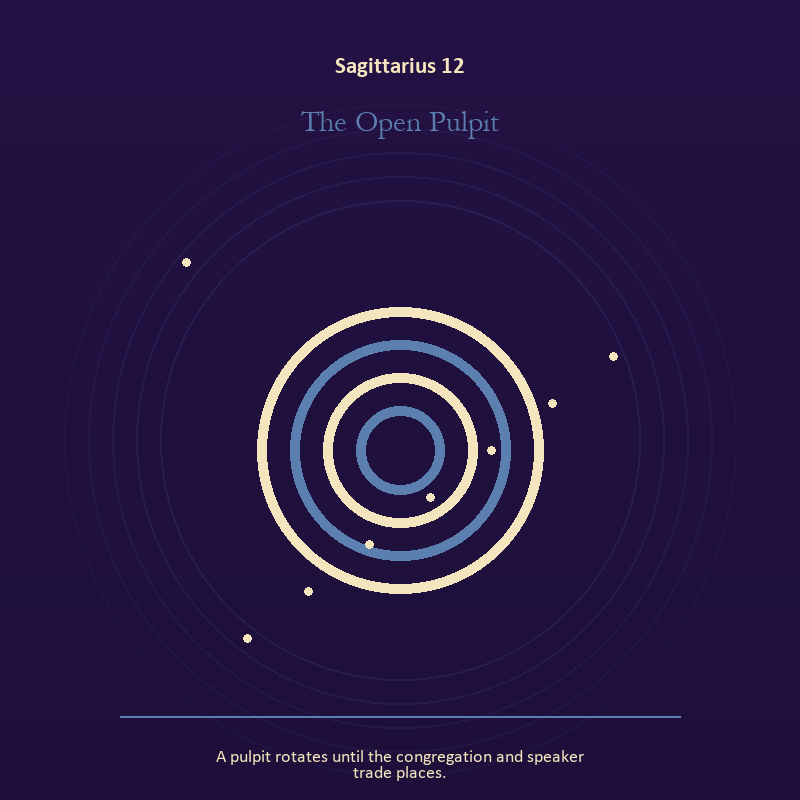 Sagittarius 12
The Open Pulpit
A pulpit rotates until the congregation and speaker
trade places.